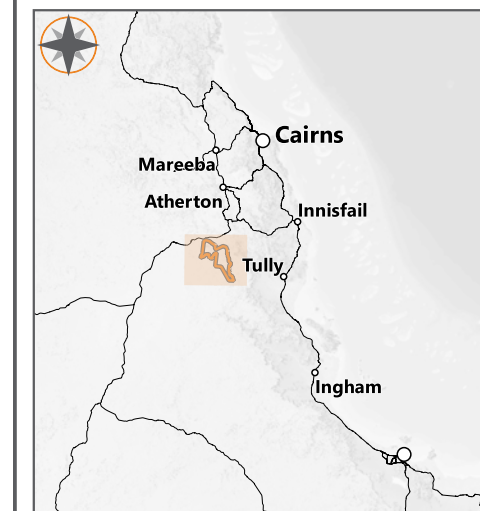 Cairns
Mareeba
Atherton
Innisfail
Tully
Ingham